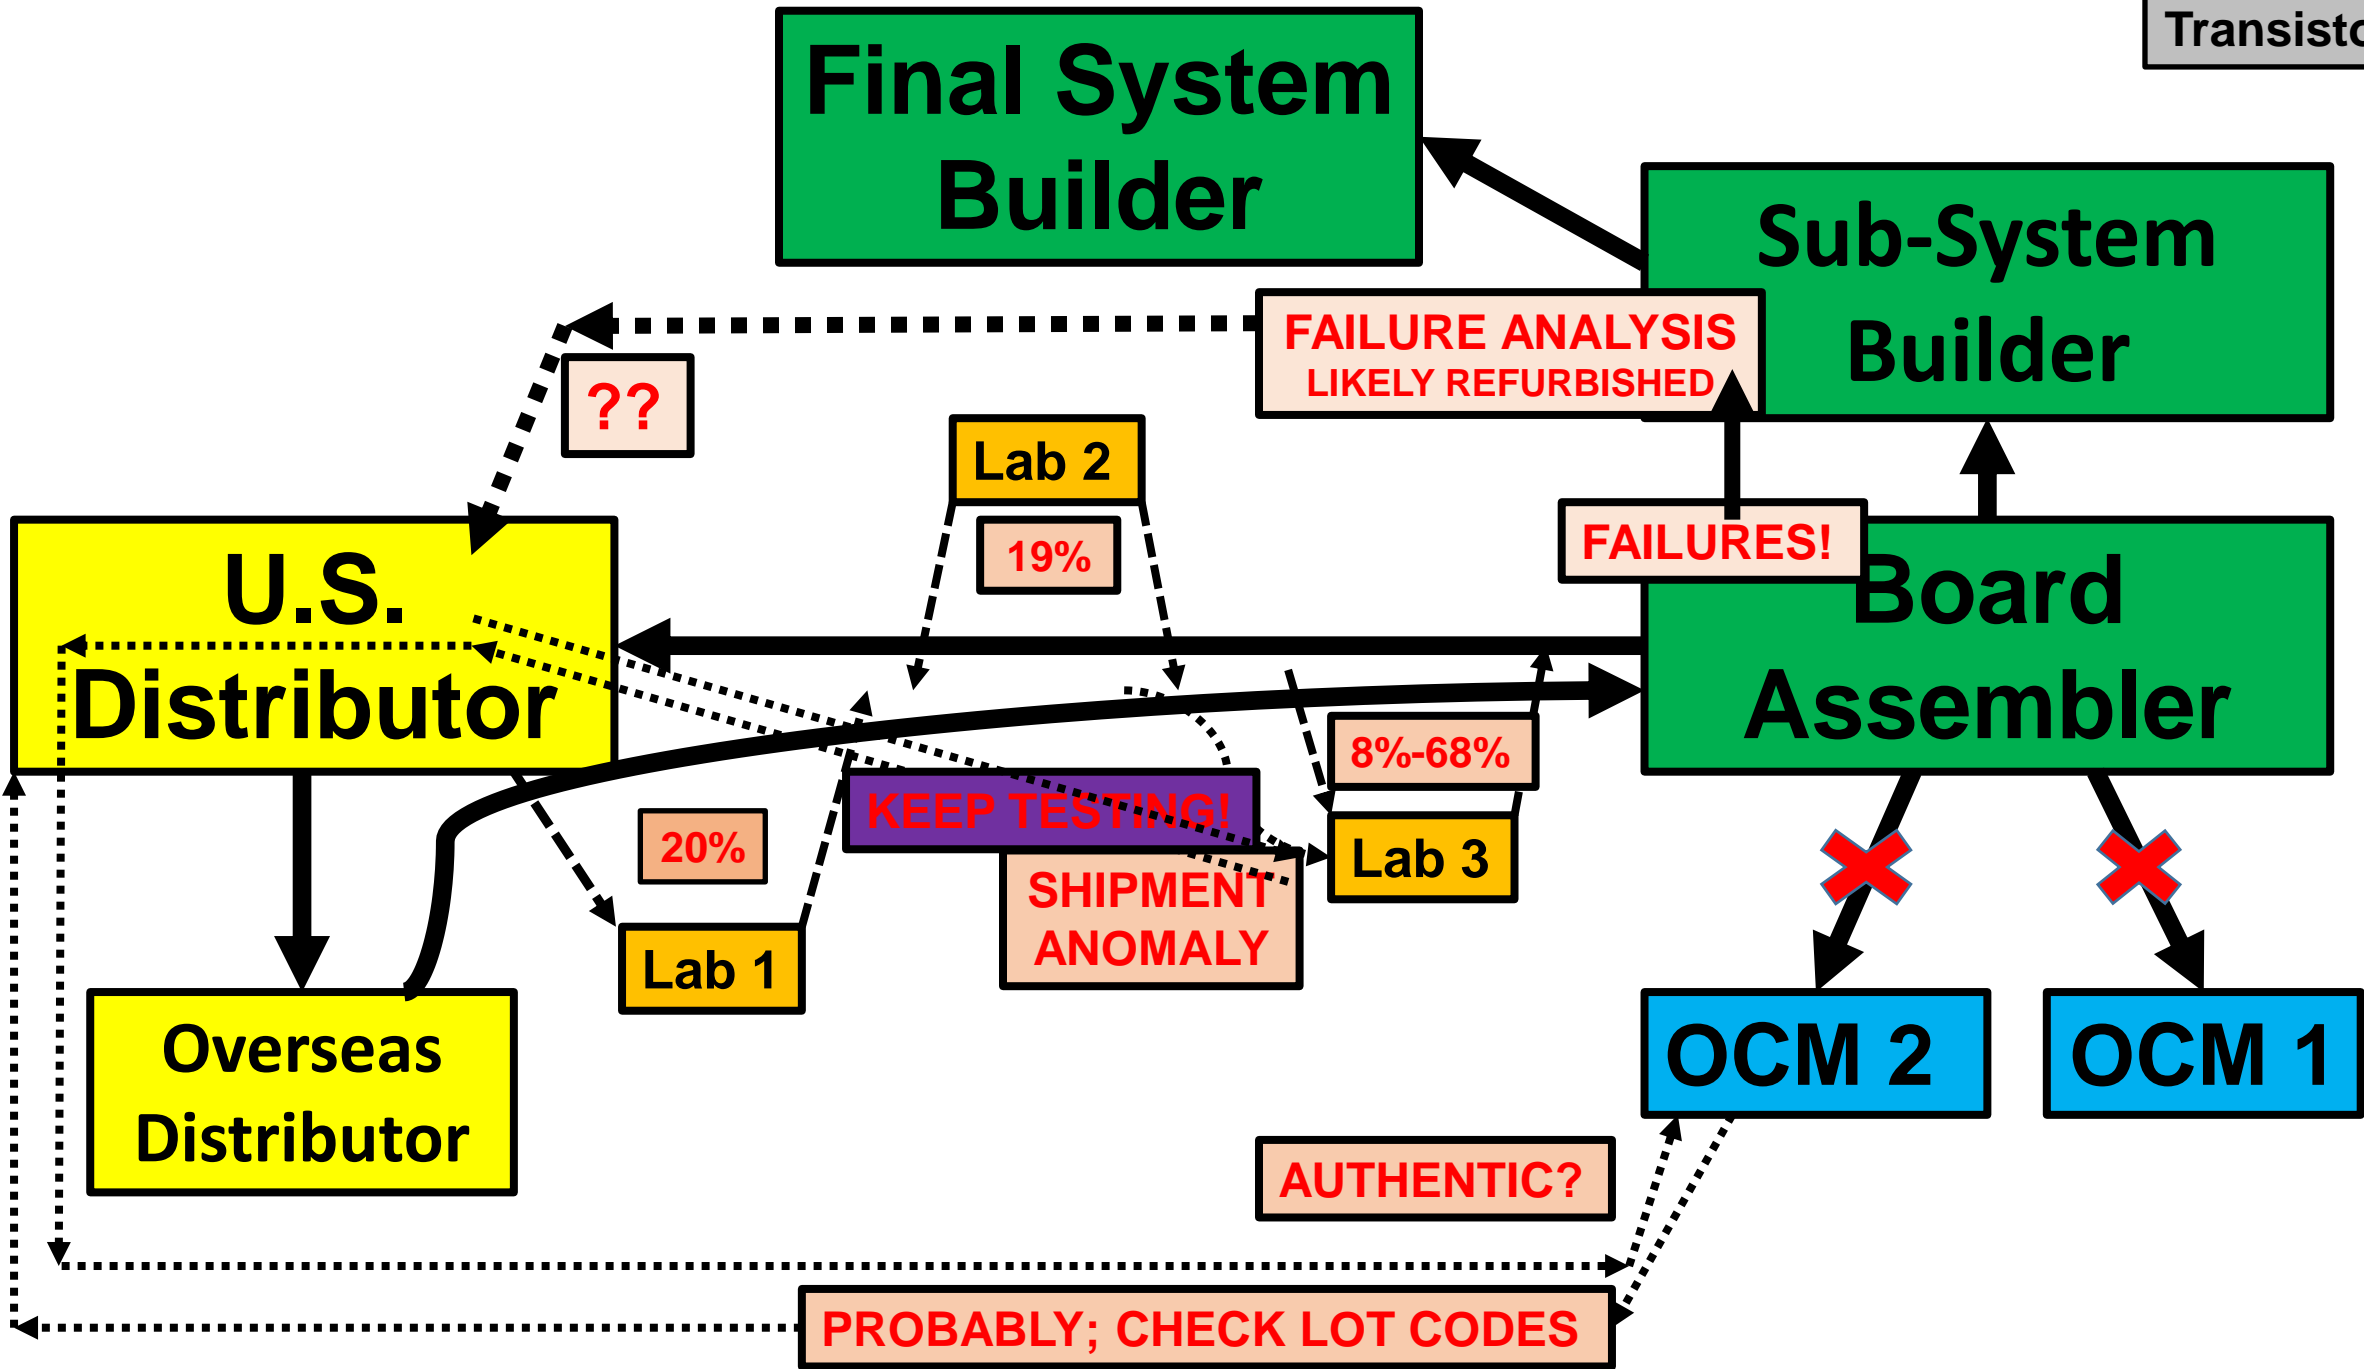 Transisto
Final System
Builder
Sub-System
Builder
FAILURE ANALYSIS
LIKELY REFURBISHED
??
Lab 2
19%
FAILURES!
U.S.
Distributor
Board
Assembler
8%-68%
KEEP TESTING!
20%
Lab 3
SHIPMENT
ANOMALY
Lab 1
Overseas
Distributor
OCM 2
OCM 1
AUTHENTIC?
PROBABLY; CHECK LOT CODES